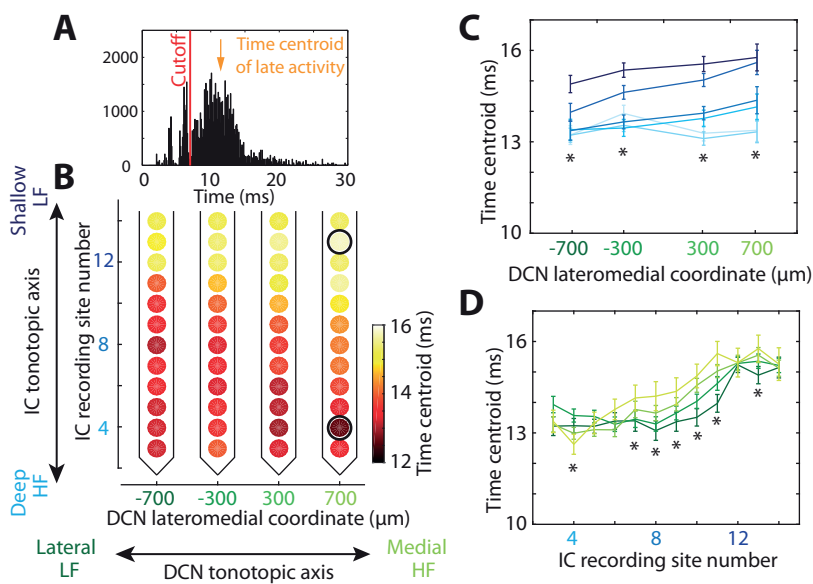 A
2500
1000
0
Cutoff
Time centroid
of late activity
0 10 20 30
Time (ms)
B
Shallow
LF
IC tonotopic axis
Deep
HF
IC recording site number
12
8
4
16
14
12
Time centroid (ms)
-700 -300 300 700
DCN lateromedial coordinate (µm)
Lateral
LF
DCN tonotopic axis
Medial
HF
C
Time centroid (ms)
16
13
10
* * * *
-700 -300 300 700
DCN lateromedial coordinate (µm)
D
Time centroid (ms)
16
13
10
* * * * * * *
4 8 12
IC recording site number